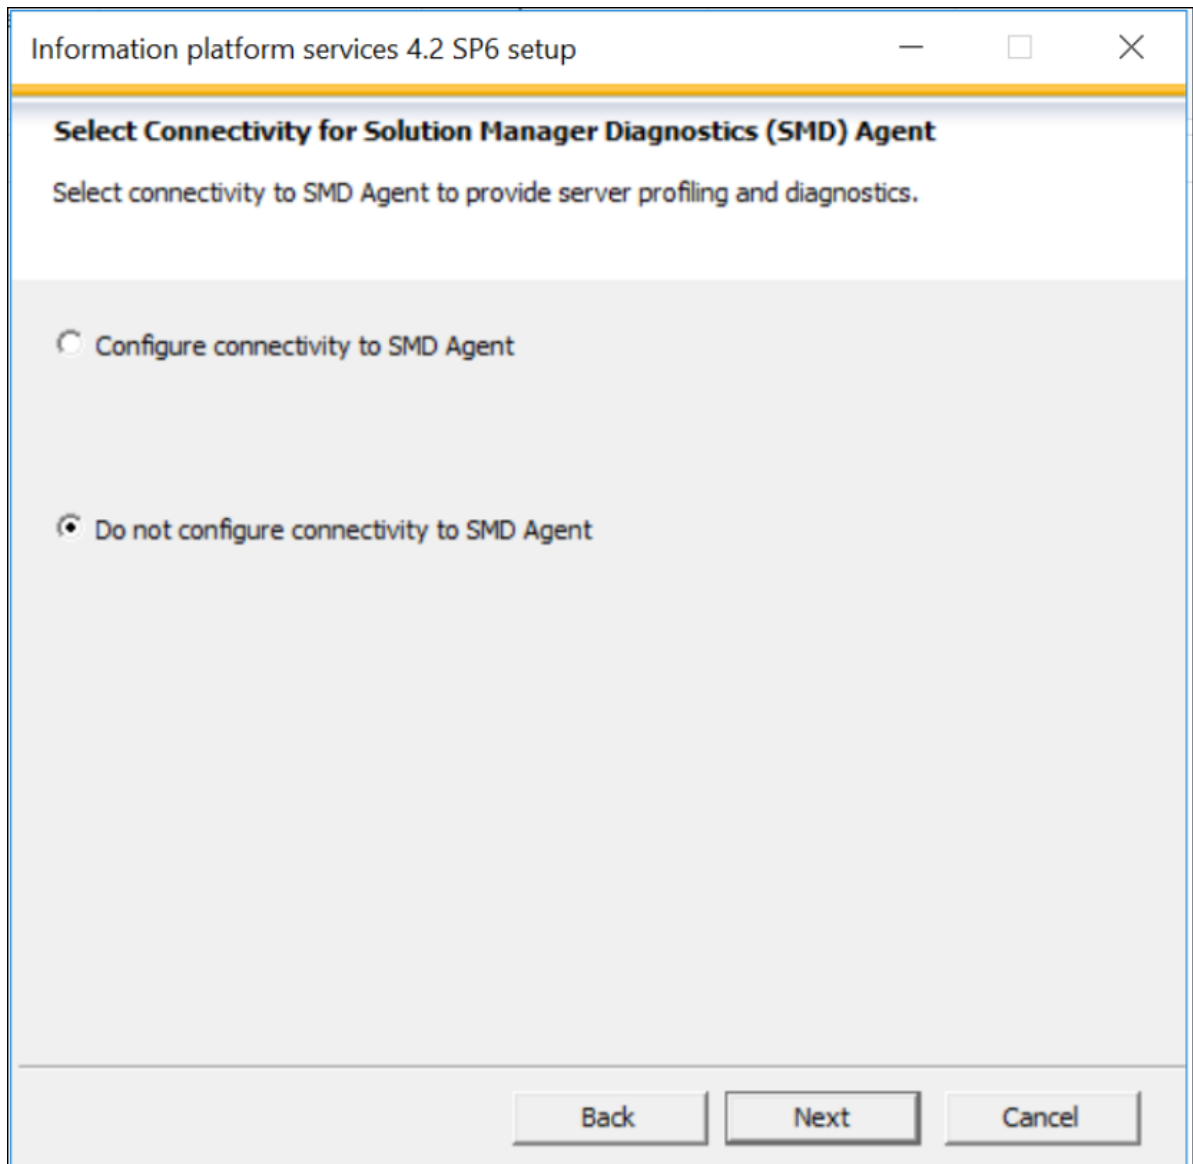 Information platform services 4.2 SP6 setup
Select Connectivity for Solution Manager Diagnostics (SMD) Agent
Select connectivity to SMD Agent to provide server profiling and diagnostics.
Configure connectivity to SMD Agent
Do not configure connectivity to SMD Agent
Back Next Cancel